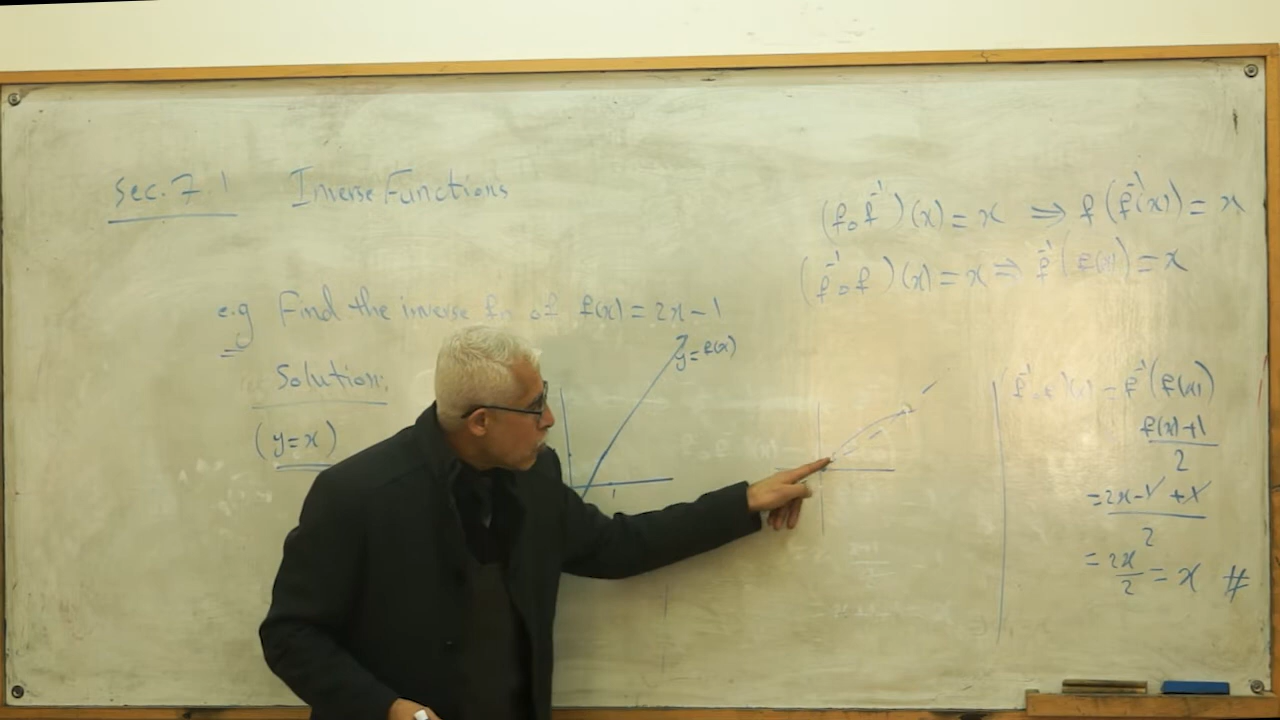 Sec. 7.1 Inverse Functions
(f∘f⁻¹)(x) = x ⇒ f(f⁻¹(x)) = x
(f⁻¹∘f)(x) = x ⇒ f⁻¹(f(x)) = x
e.g Find the inverse fn of f(x) = 2x-1
y=f(x)
Solution:
(y=x)
1
(f⁻¹∘f)(x) = f⁻¹(f(x))
f(x)+1
2
= 2x-1+1
2
= 2x/2 = x #